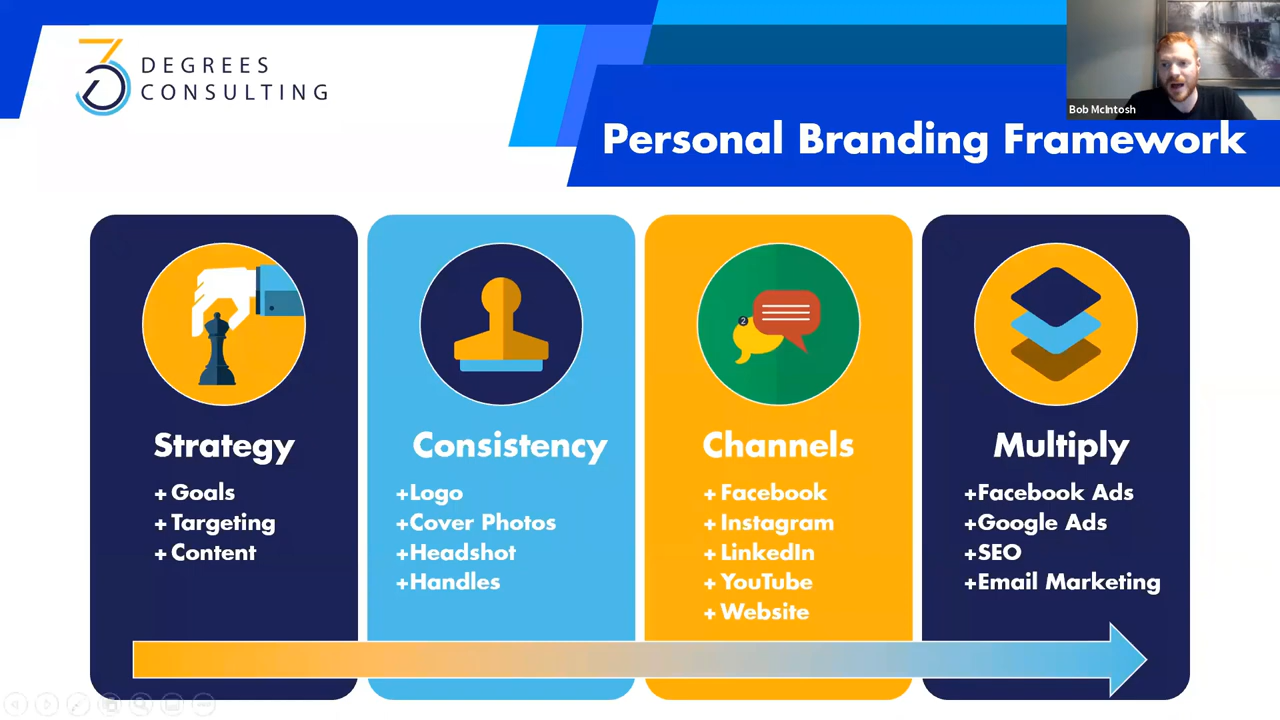 3 DEGREES
CONSULTING
Bob McIntosh
Personal Branding Framework
Strategy
+ Goals
+ Targeting
+ Content
Consistency
+Logo
+Cover Photos
+Headshot
+Handles
2
Channels
+ Facebook
+ Instagram
+ LinkedIn
+ YouTube
+ Website
Multiply
+Facebook Ads
+Google Ads
+SEO
+Email Marketing